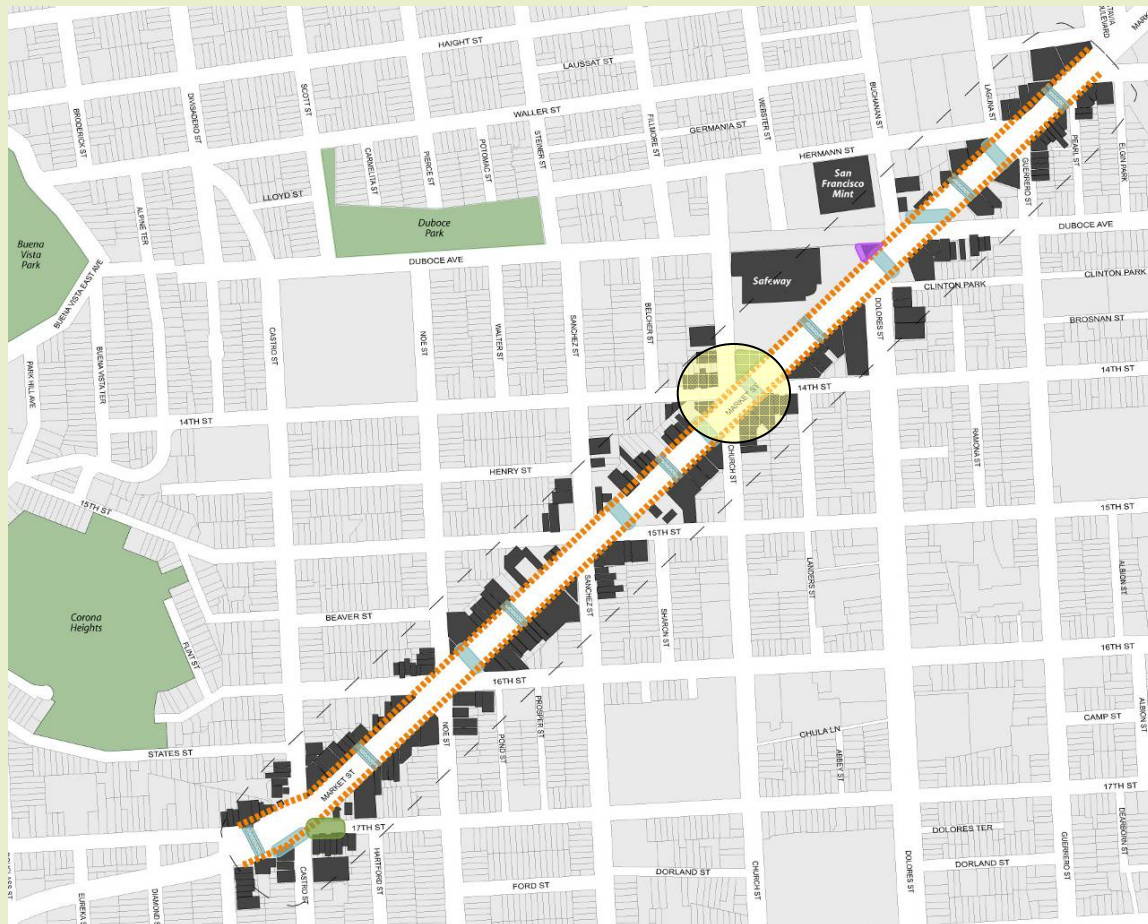 HAIGHT ST
LAUSSAT ST
WALLER ST
GERMANIA ST
HERMANN ST
BRODERICK ST
DIVISADERO ST
SCOTT ST
CARMELITA ST
PIERCE ST
POTOMAC ST
STEINER ST
FILLMORE ST
WEBSTER ST
BUCHANAN ST
LAGUNA ST
GUERRERO ST
PEARL ST
ELGIN PARK
San
Francisco
Mint
LLOYD ST
ALPINE TER
Duboce
Park
Buena
Vista
Park
DUBOCE AVE
DUBOCE AVE
BUENA VISTA EAST AVE
Safeway
CLINTON PARK
CLINTON PARK
BROSNAN ST
CASTRO ST
NOE ST
WALTER ST
SANCHEZ ST
BELCHER ST
DOLORES ST
PARK HILL AVE
BUENA VISTA TER
14TH ST
14TH ST
14TH ST
MARKET ST
CHURCH ST
RAMONA ST
HENRY ST
15TH ST
15TH ST
15TH ST
Corona
Heights
BEAVER ST
FLINT ST
SANCHEZ ST
SHARON ST
LANDERS ST
ALBION ST
16TH ST
16TH ST
STATES ST
NOE ST
POND ST
PROSPER ST
CHULA LN
ABBEY ST
CAMP ST
ALBION ST
MARKET ST
17TH ST
17TH ST
CASTRO ST
HARTFORD ST
FORD ST
DORLAND ST
DORLAND ST
DOLORES TER
CHURCH ST
DOLORES ST
GUERRERO ST
DEARBORN ST
EUREKA ST
DIAMOND ST